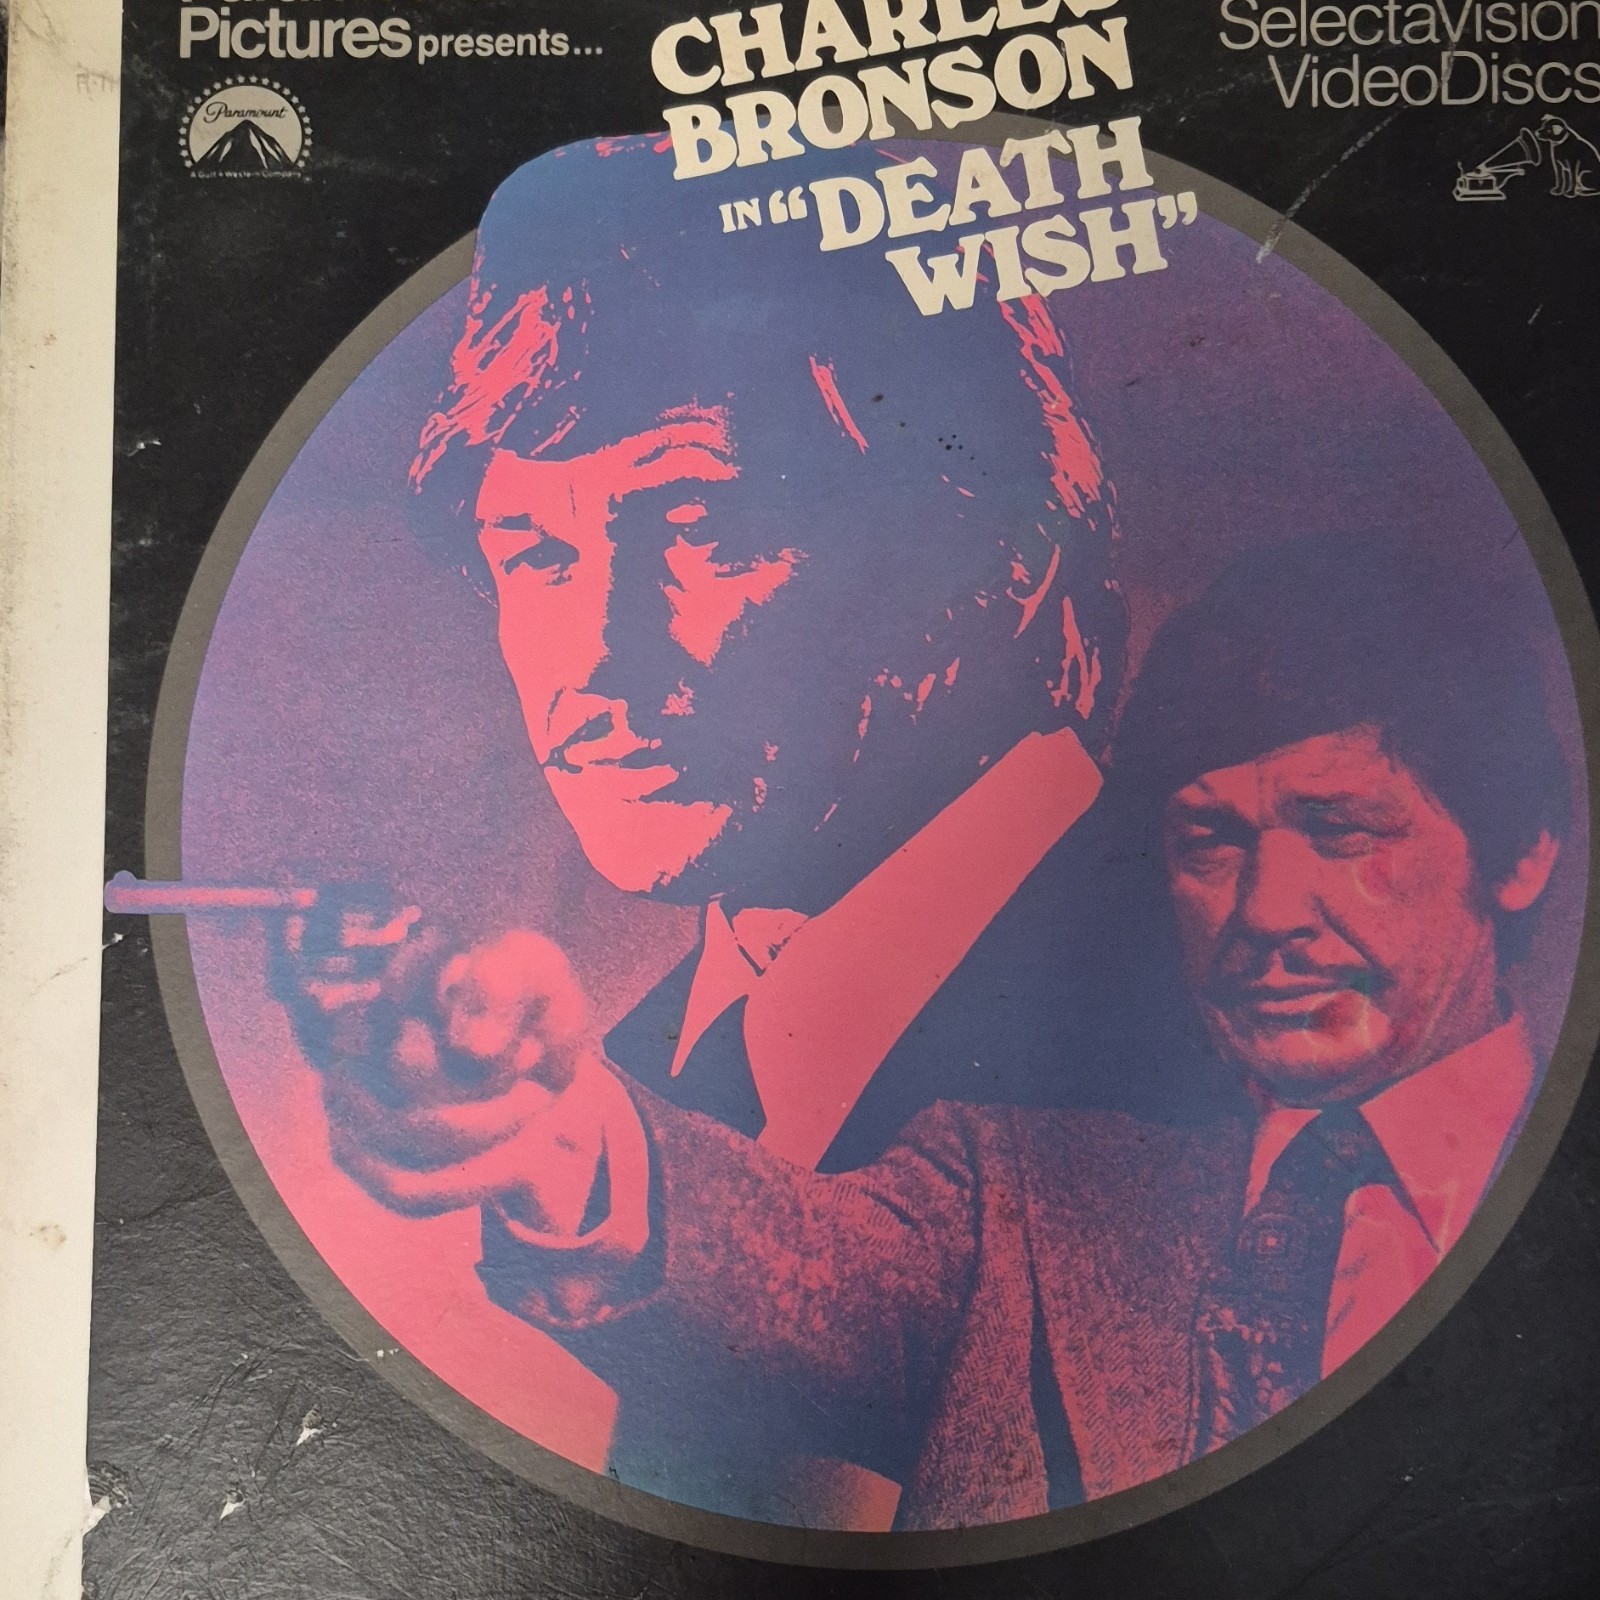 Pictures presents...
Paramount
A Gulf + Western Company
CHARLES
BRONSON
IN "DEATH
WISH"
SelectaVision
VideoDiscs